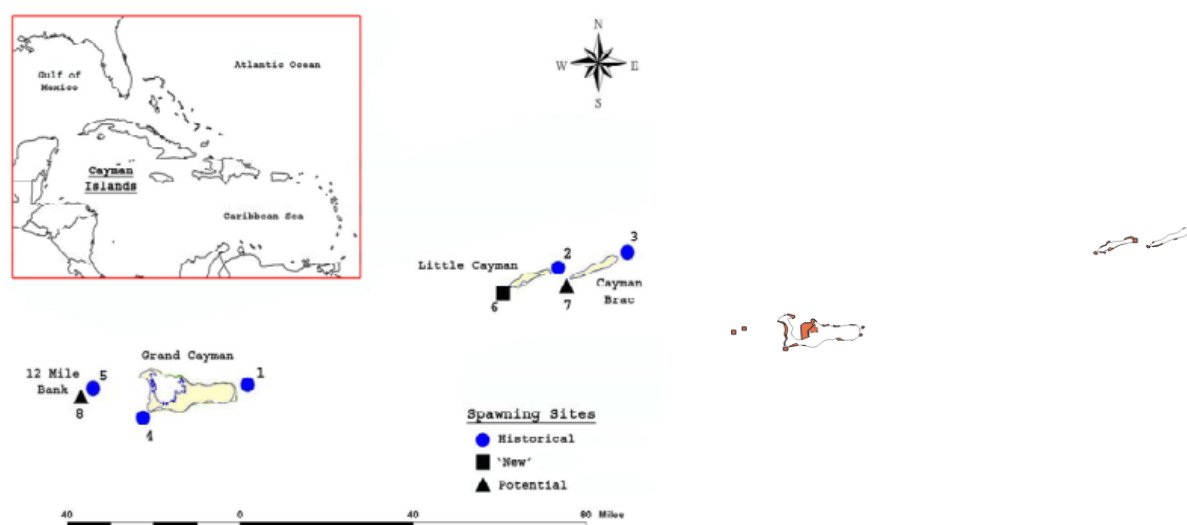 N
W E
S
Gulf of
Mexico
Atlantic Ocean
Cayman
Islands
Caribbean Sea
Little Cayman
2
3
Cayman
Brac
6
7
Grand Cayman
12 Mile
Bank
5
8
1
4
Spawning Sites
Historical
'New'
Potential
40 0 40 80 Miles